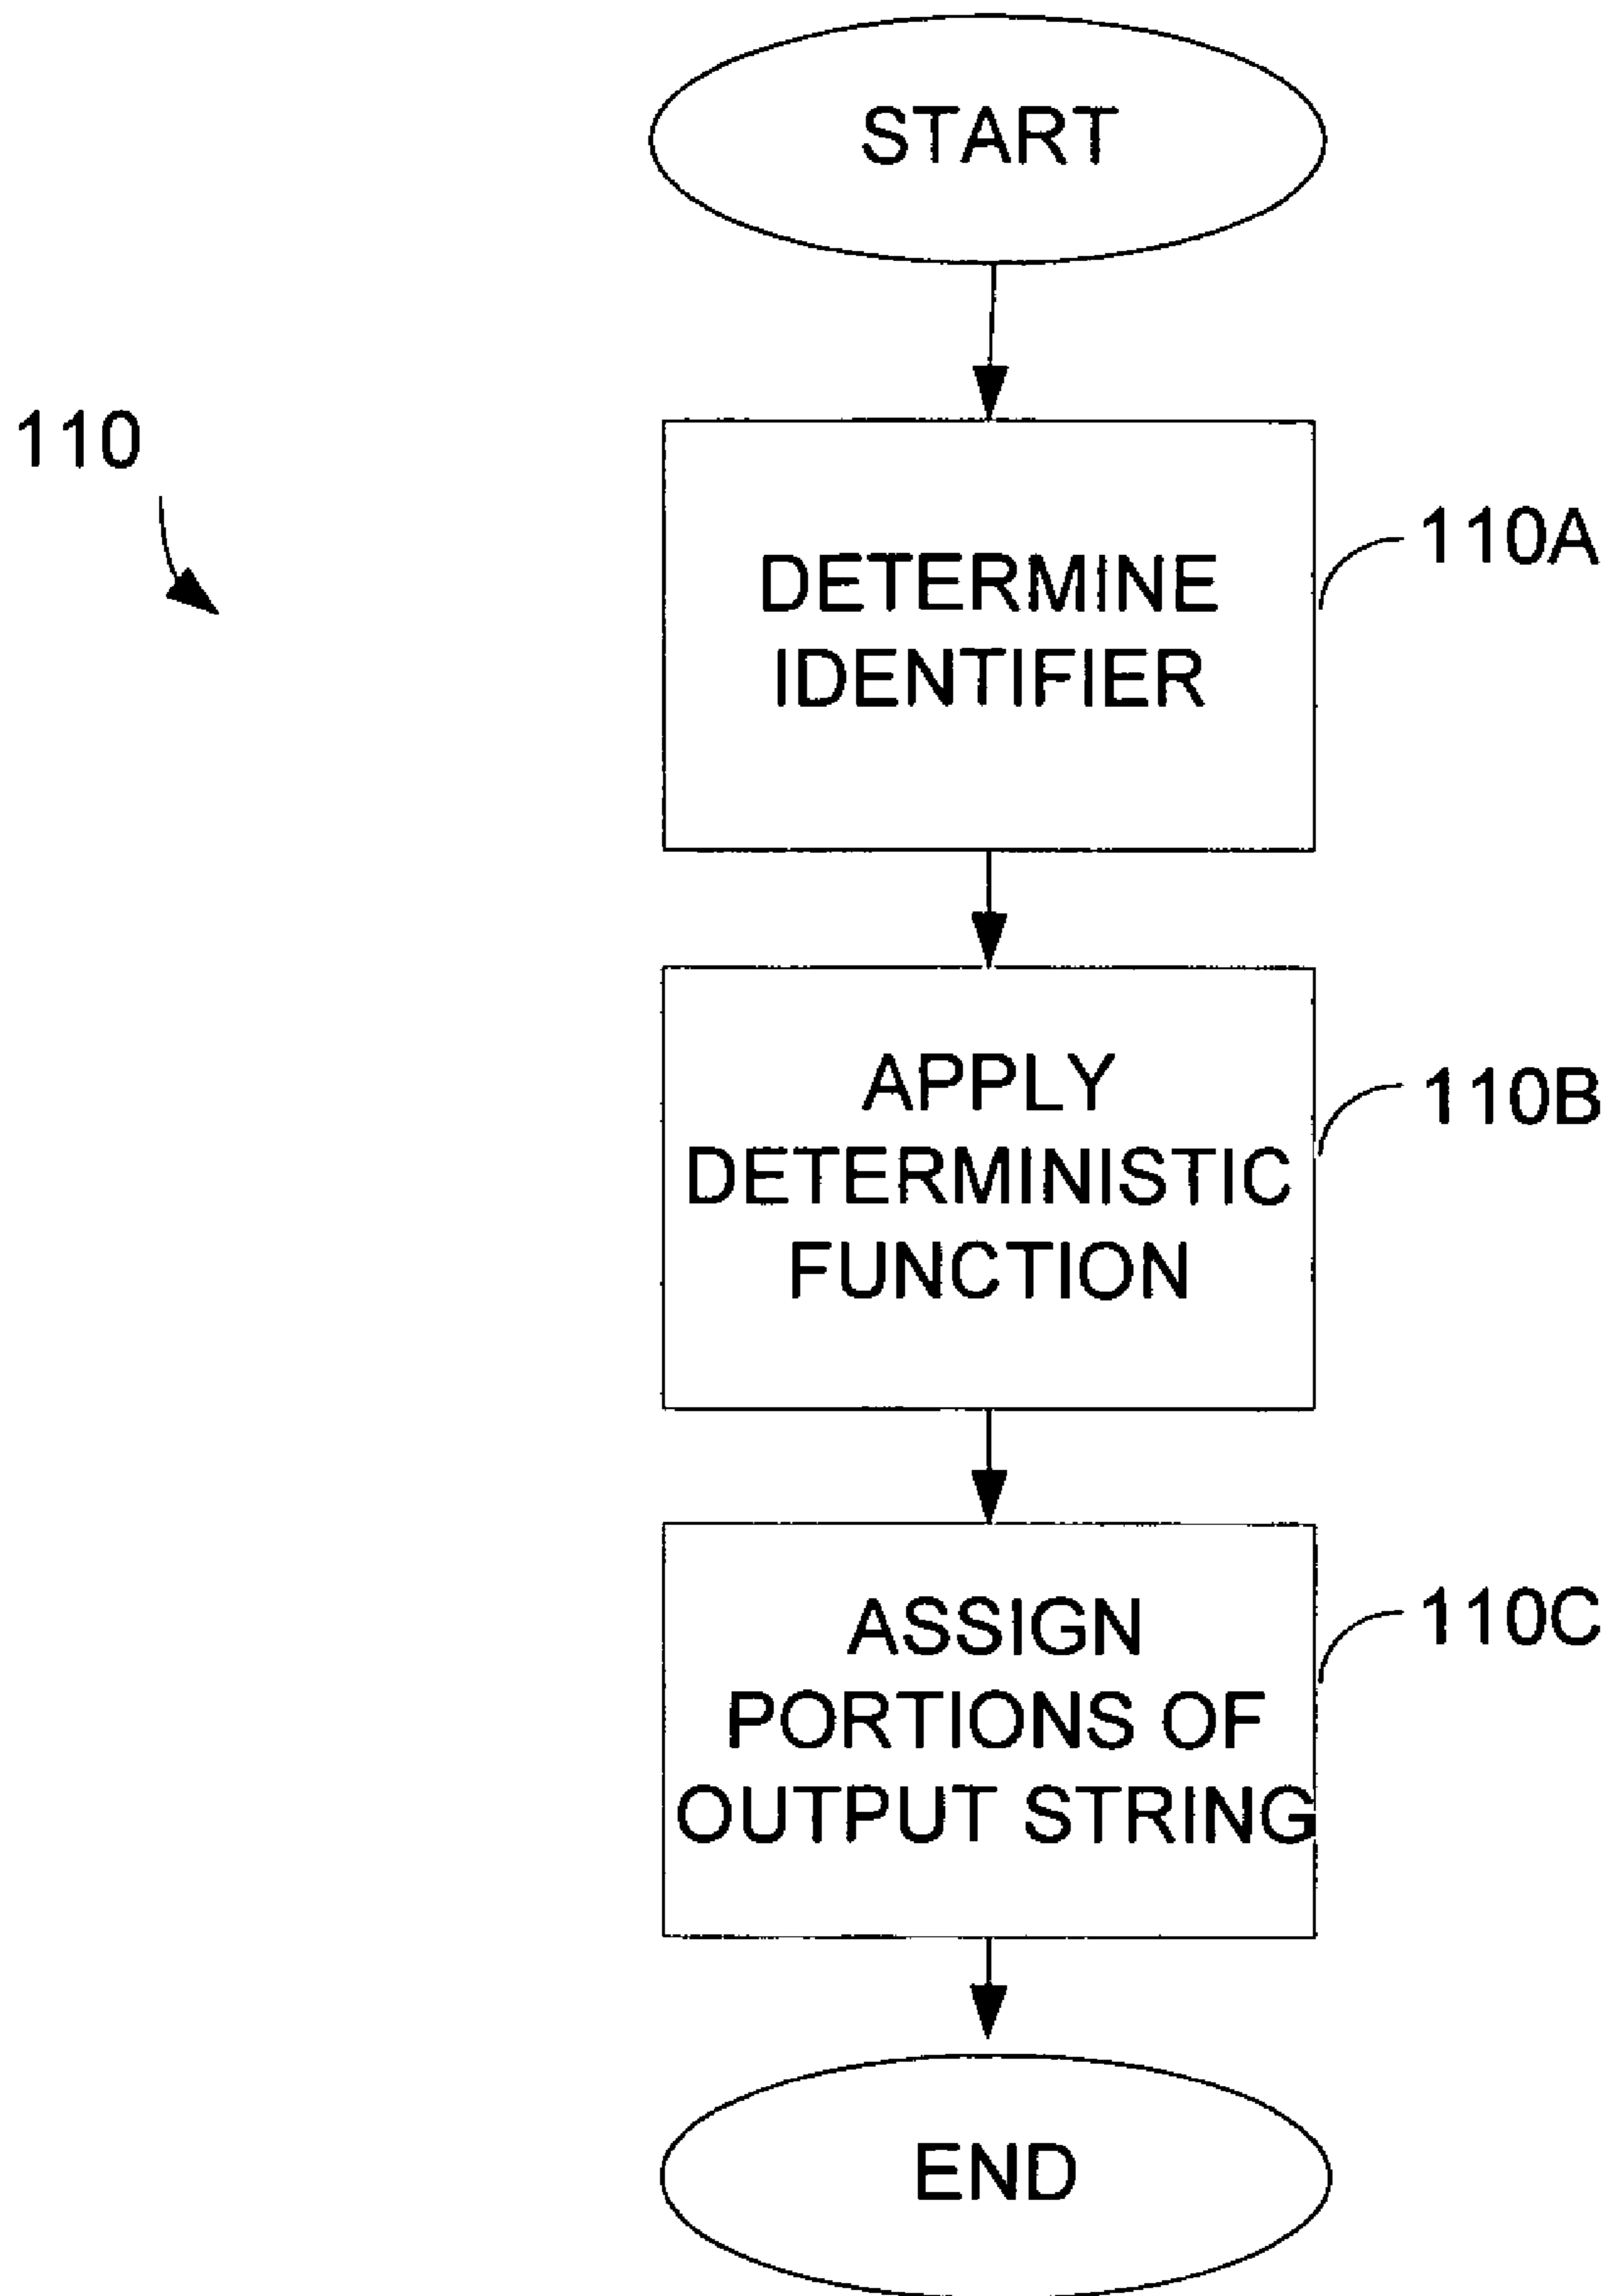 START
110
110A
DETERMINE
IDENTIFIER
110B
APPLY
DETERMINISTIC
FUNCTION
110C
ASSIGN
PORTIONS OF
OUTPUT STRING
END